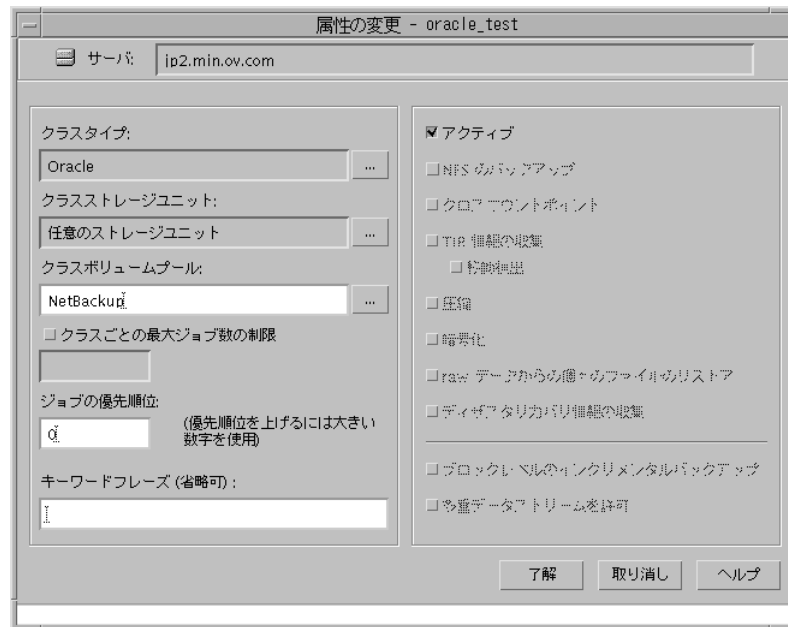 属性の変更 - oracle_test
サーバ: jp2.min.ov.com
クラスタイプ:
Oracle ...
クラスストレージユニット:
任意のストレージユニット ...
クラスボリュームプール:
NetBackup ...
クラスごとの最大ジョブ数の制限
ジョブの優先順位:
0
(優先順位を上げるには大きい
数字を使用)
キーワードフレーズ (省略可) :
アクティブ
NFS のバックアップ
クロスマウントポイント
TIR 情報の収集
移動検出
圧縮
暗号化
raw データからの個々のファイルのリストア
ディザスタリカバリ情報の収集
ブロックレベルのインクリメンタルバックアップ
多重データストリームを許可
了解 取り消し ヘルプ